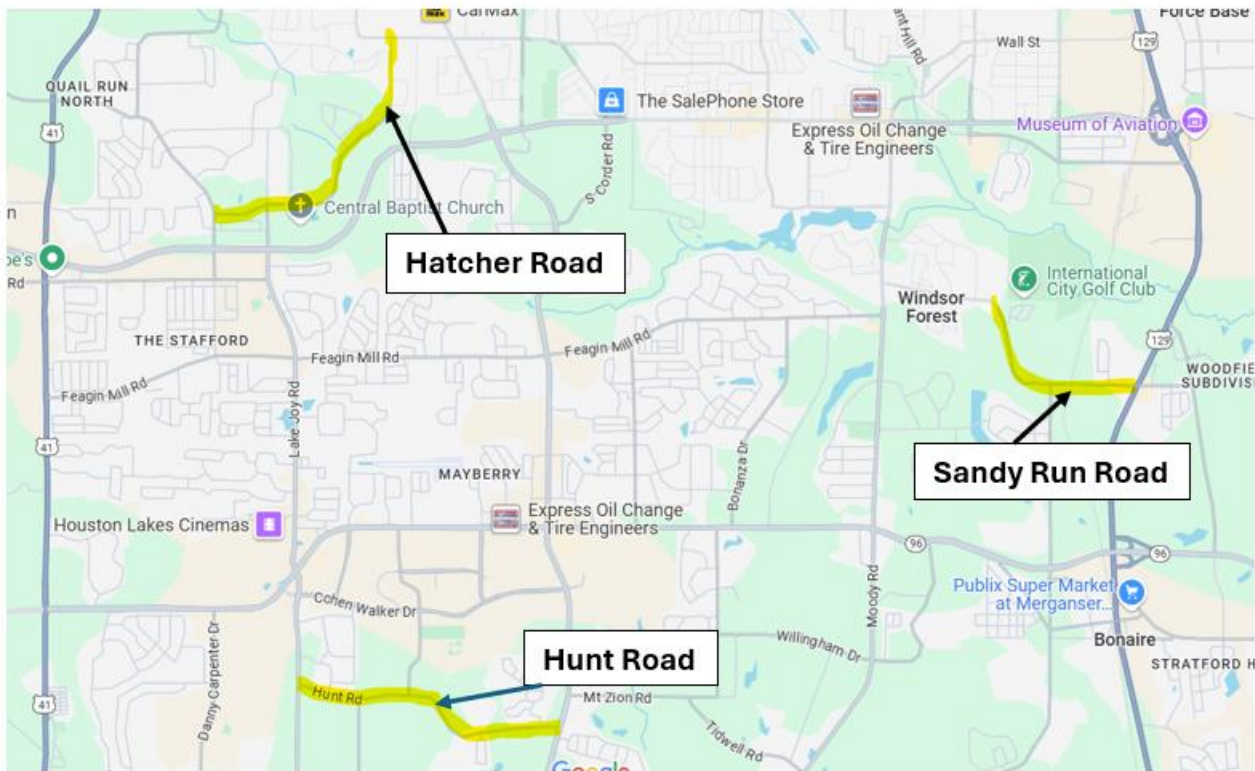 CarMax
Force Base
Wall St
129
QUAIL RUN
NORTH
41
The SalePhone Store
Express Oil Change
& Tire Engineers
Museum of Aviation
S Corder Rd
Central Baptist Church
Hatcher Road
Rd
International
City Golf Club
Windsor
Forest
129
THE STAFFORD
Feagin Mill Rd
Feagin Mill Rd
Feagin Mill Rd
WOODFIE
SUBDIVIS
Lake Joy Rd
41
MAYBERRY
Bonanza Dr
Sandy Run Road
Houston Lakes Cinemas
Express Oil Change
& Tire Engineers
96
96
Publix Super Market
at Merganser...
Moody Rd
Cohen Walker Dr
Bonaire
Willingham Dr
Danny Carpenter Dr
Hunt Road
STRATFORD H
Hunt Rd
Mt Zion Rd
41
Tidwell Rd
Google